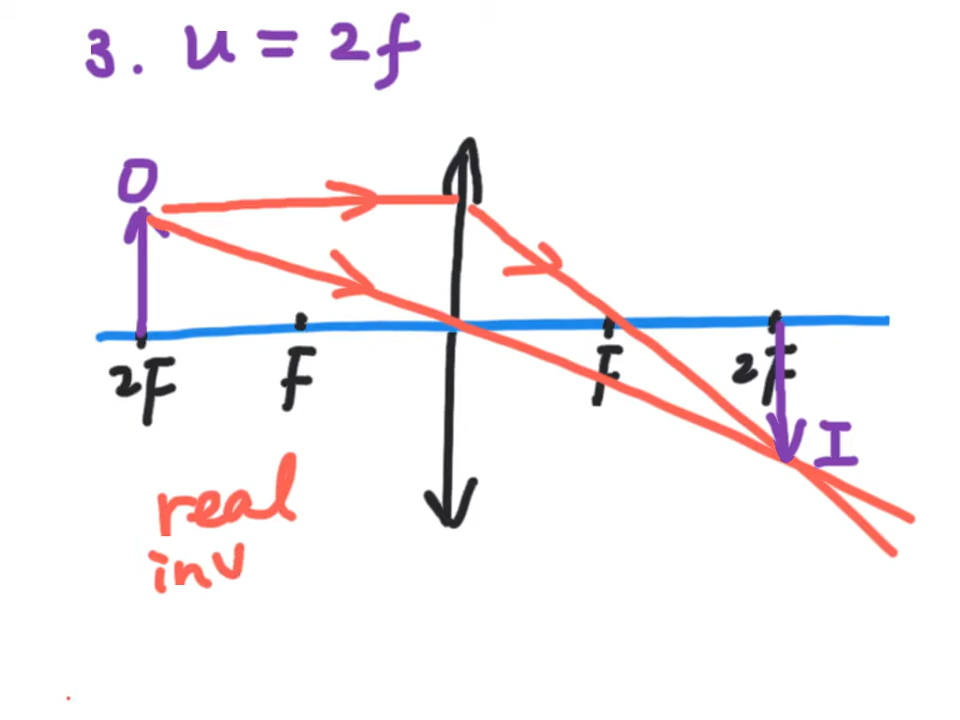 3. u = 2f
O
2F F F 2F
I
real
inv